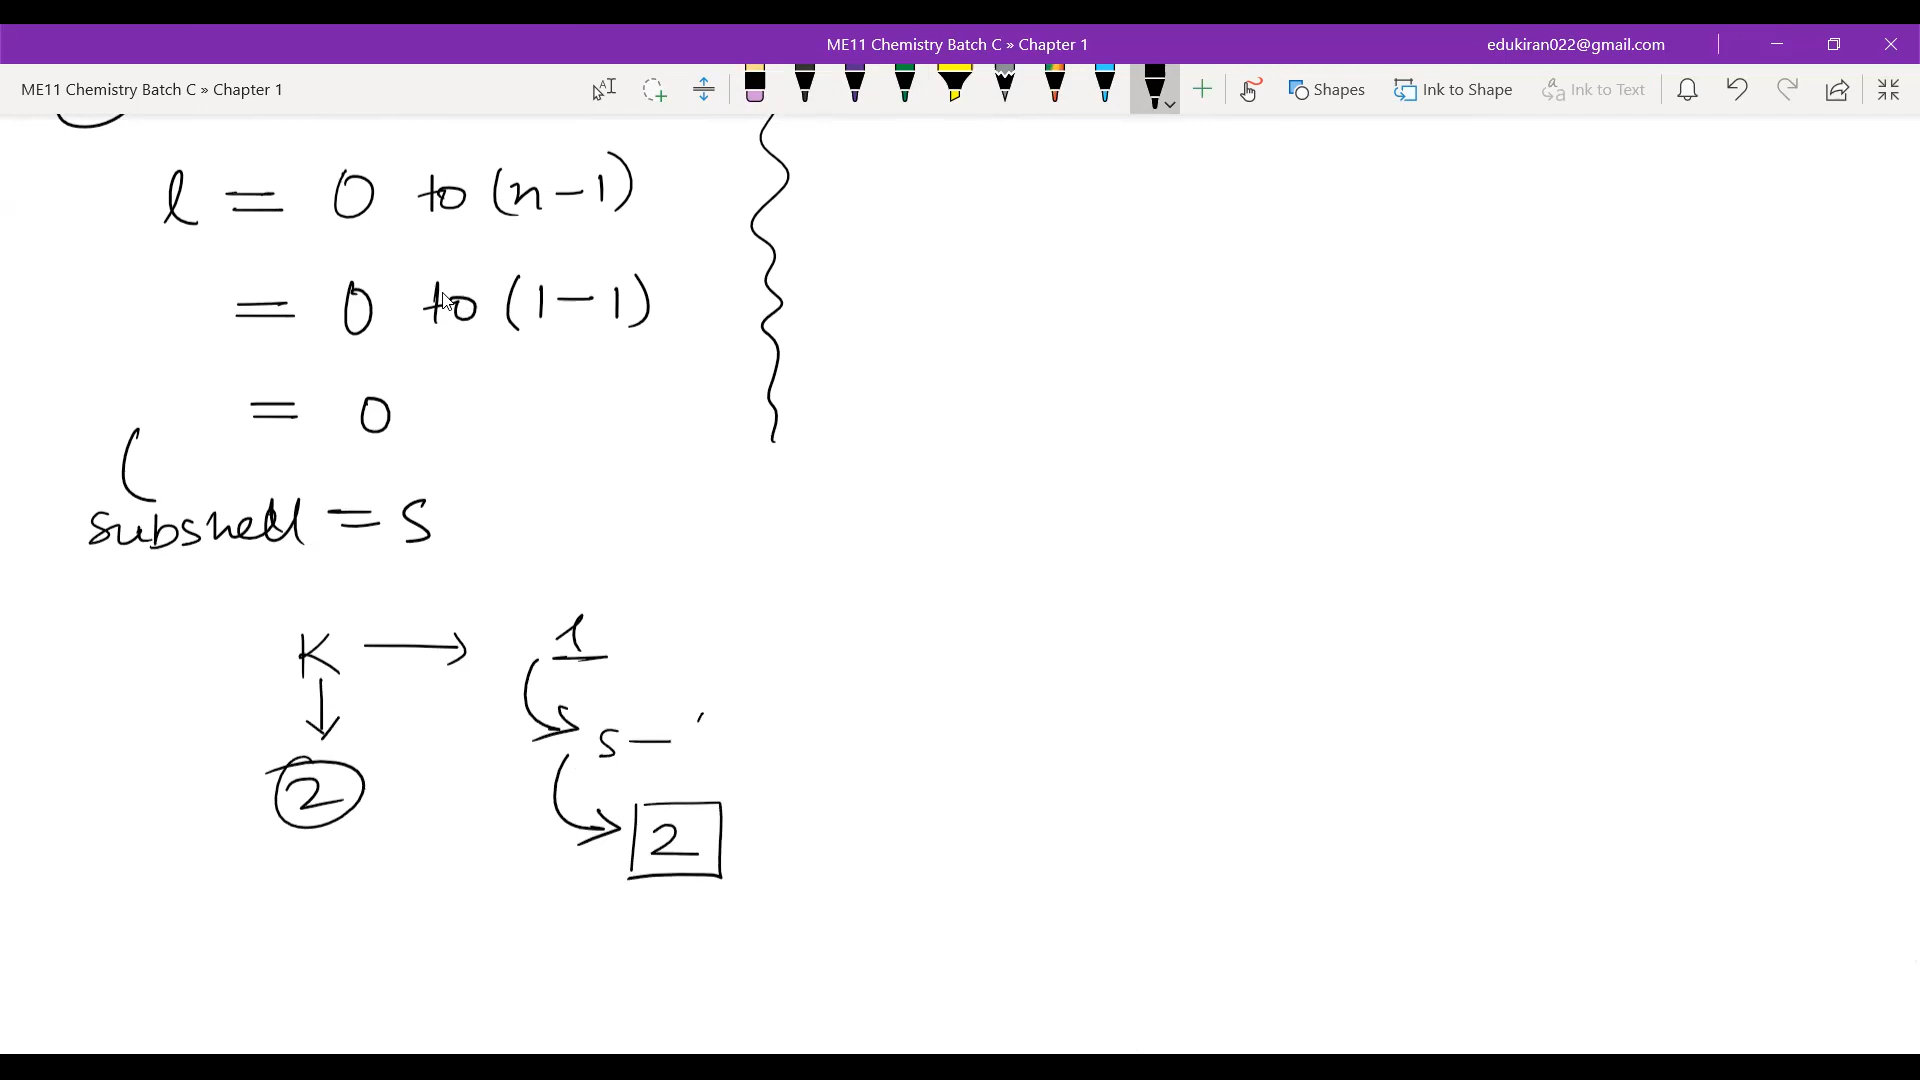 ME11 Chemistry Batch C » Chapter 1
edukiran022@gmail.com
ME11 Chemistry Batch C » Chapter 1
Shapes
Ink to Shape
Ink to Text
l = 0 to (n-1)
= 0 to (1-1)
= 0
subshell = s
K → 1
s —
2
2